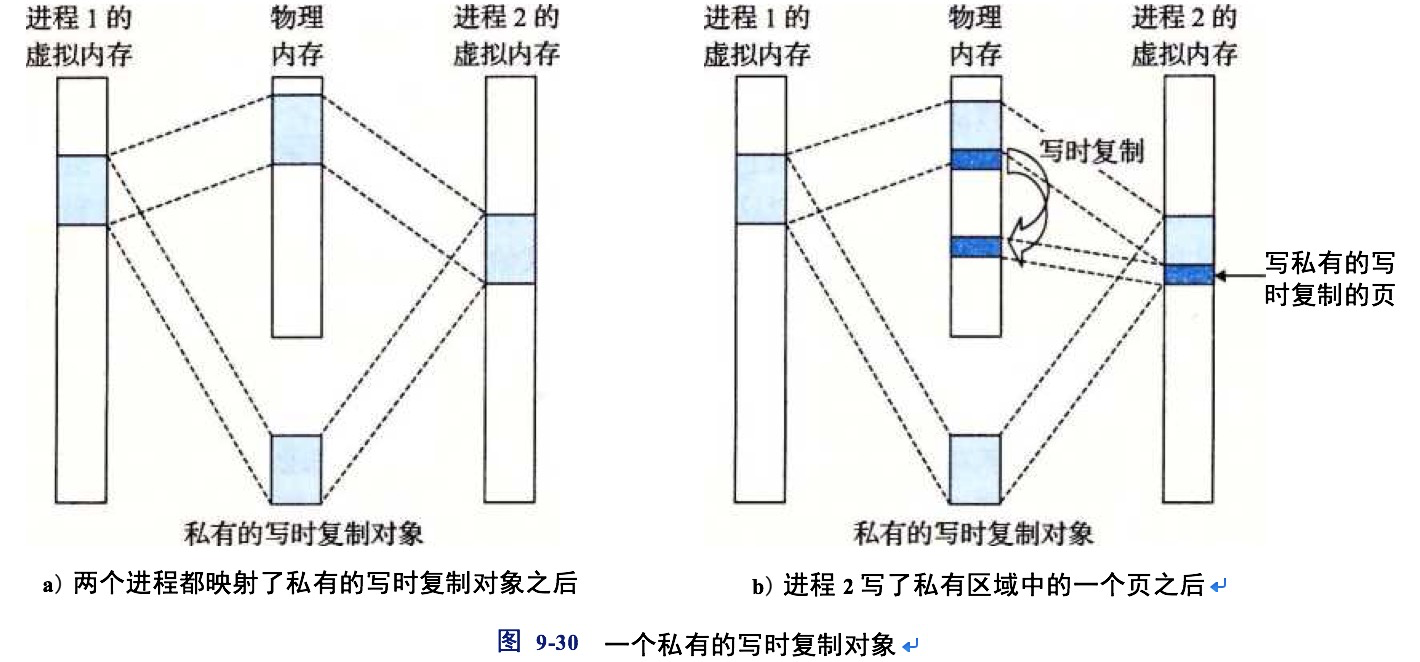 进程 1 的
虚拟内存
物理
内存
进程 2 的
虚拟内存
私有的写时复制对象
a）两个进程都映射了私有的写时复制对象之后
进程 1 的
虚拟内存
物理
内存
进程 2 的
虚拟内存
写时复制
写私有的写
时复制的页
私有的写时复制对象
b）进程 2 写了私有区域中的一个页之后↵
图 9-30 一个私有的写时复制对象↵